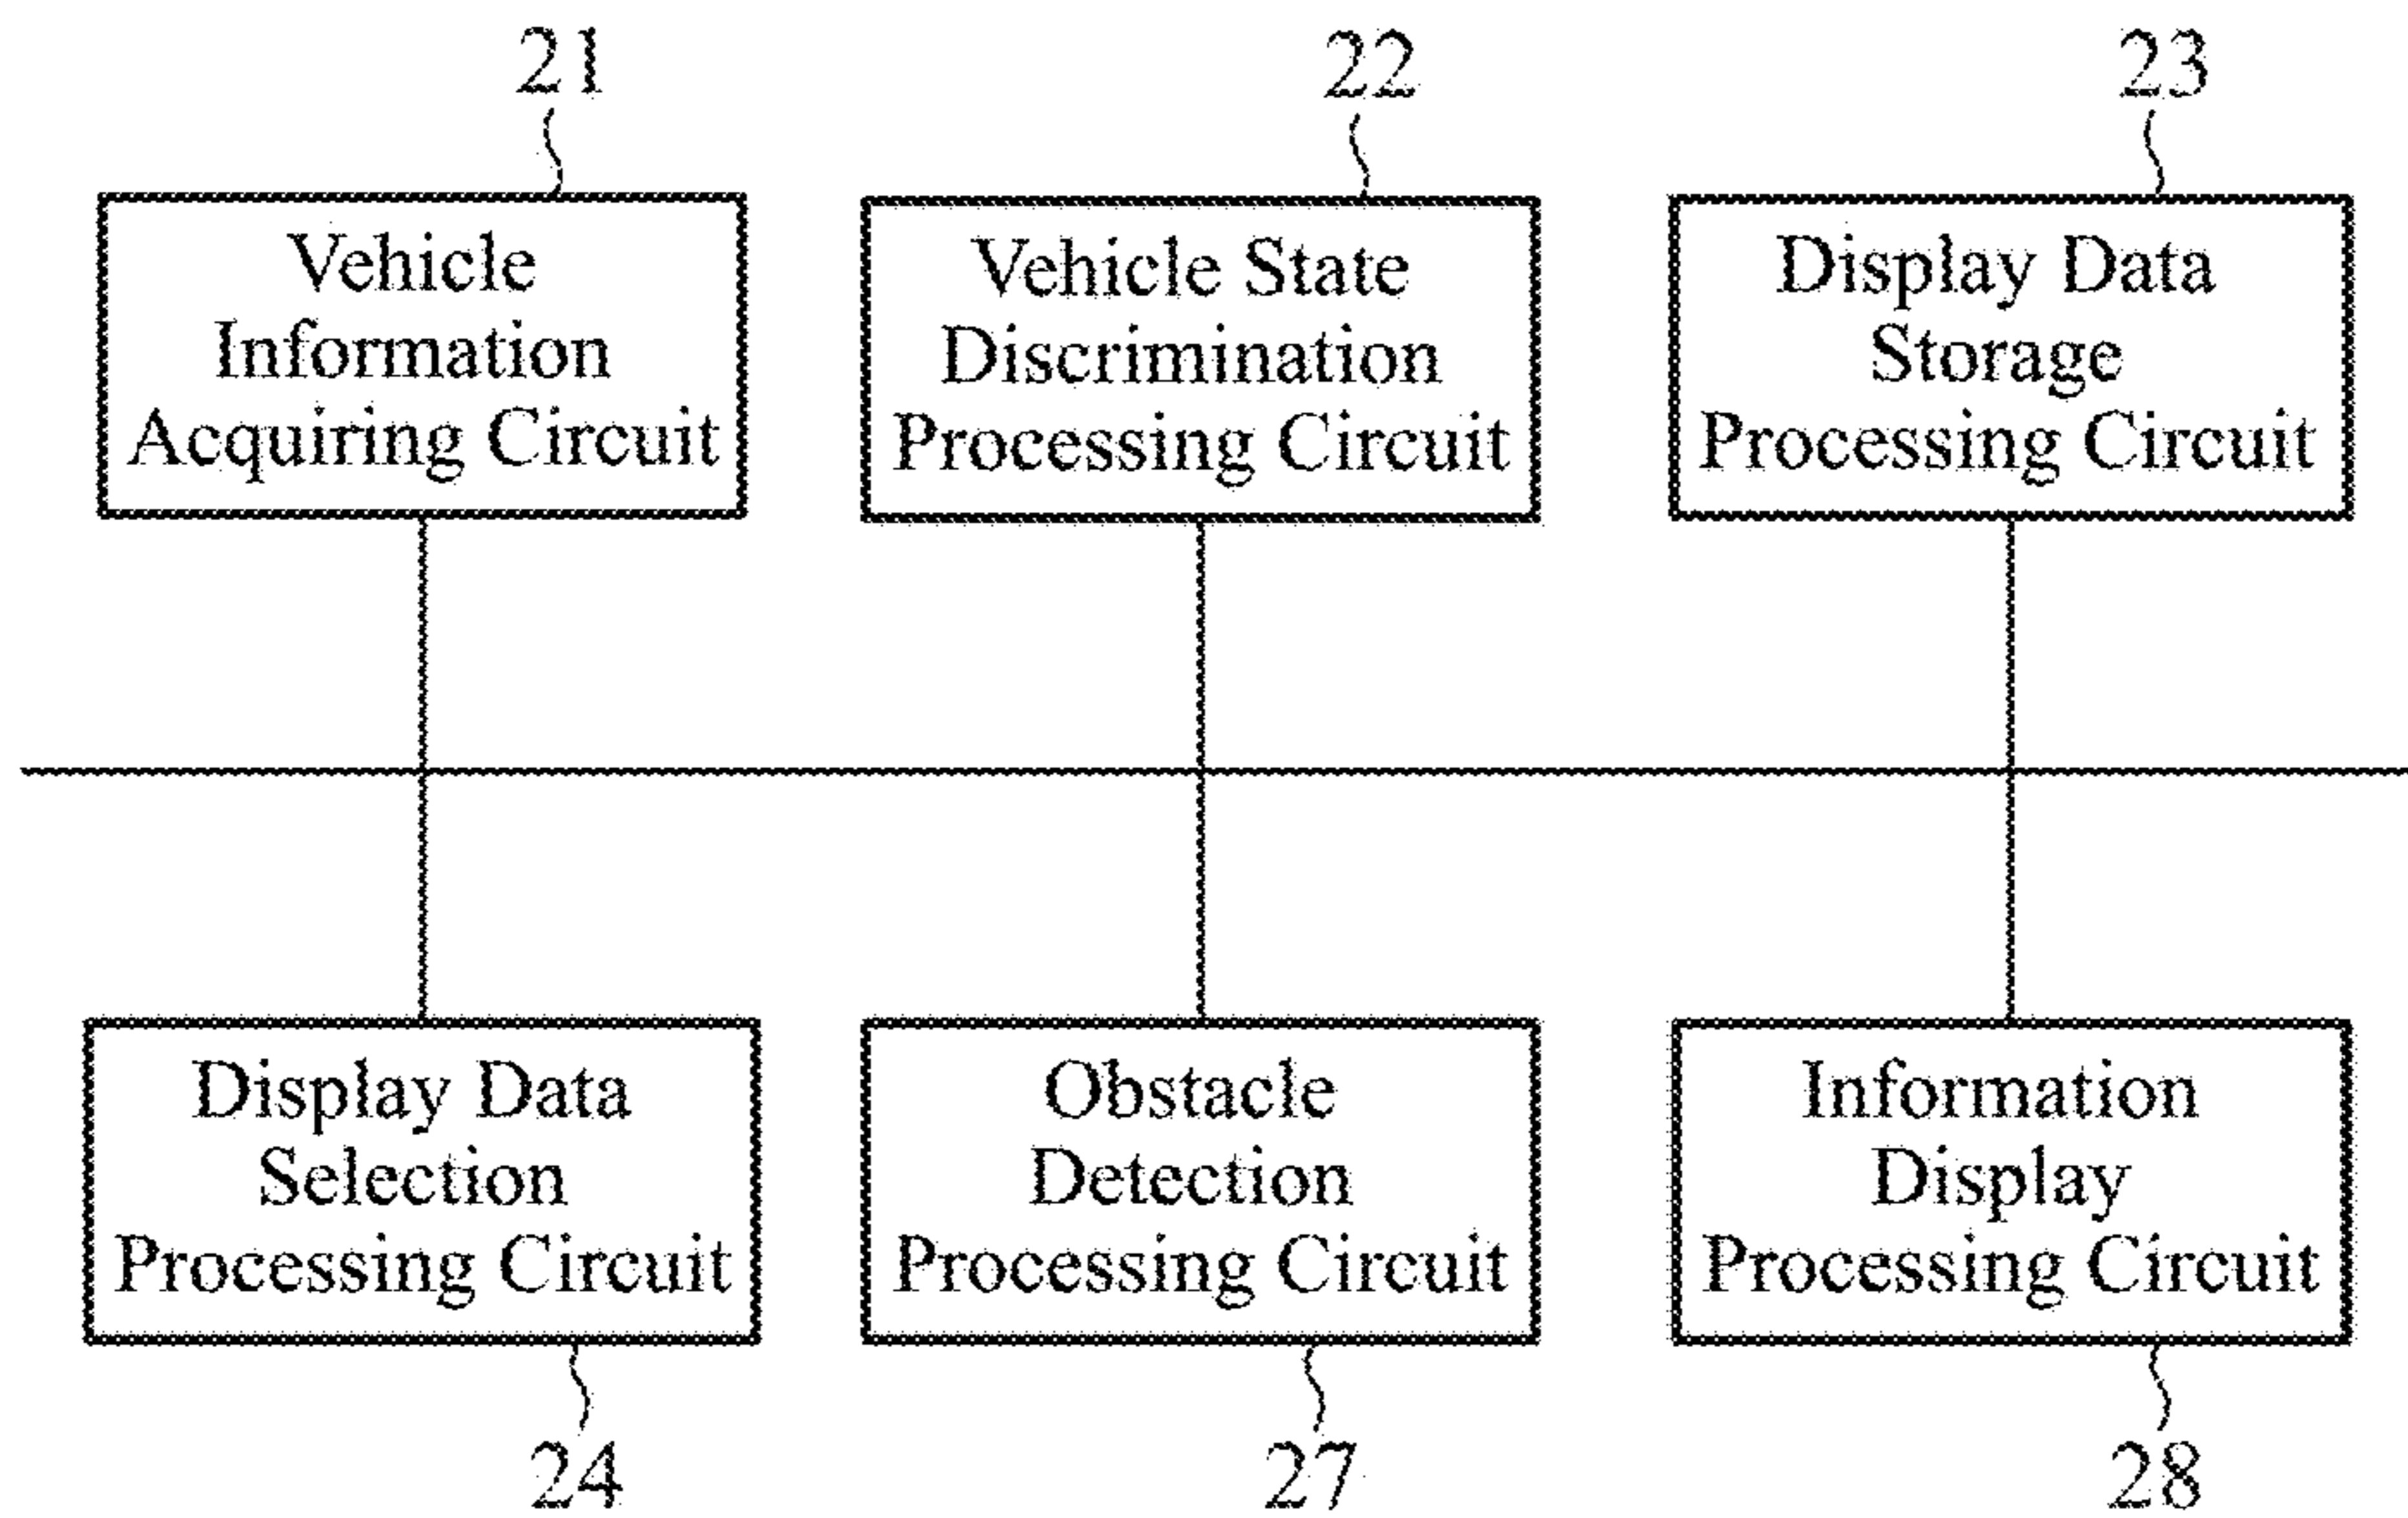 21
22
23
Vehicle
Information
Acquiring Circuit
Vehicle State
Discrimination
Processing Circuit
Display Data
Storage
Processing Circuit
Display Data
Selection
Processing Circuit
Obstacle
Detection
Processing Circuit
Information
Display
Processing Circuit
24
27
28